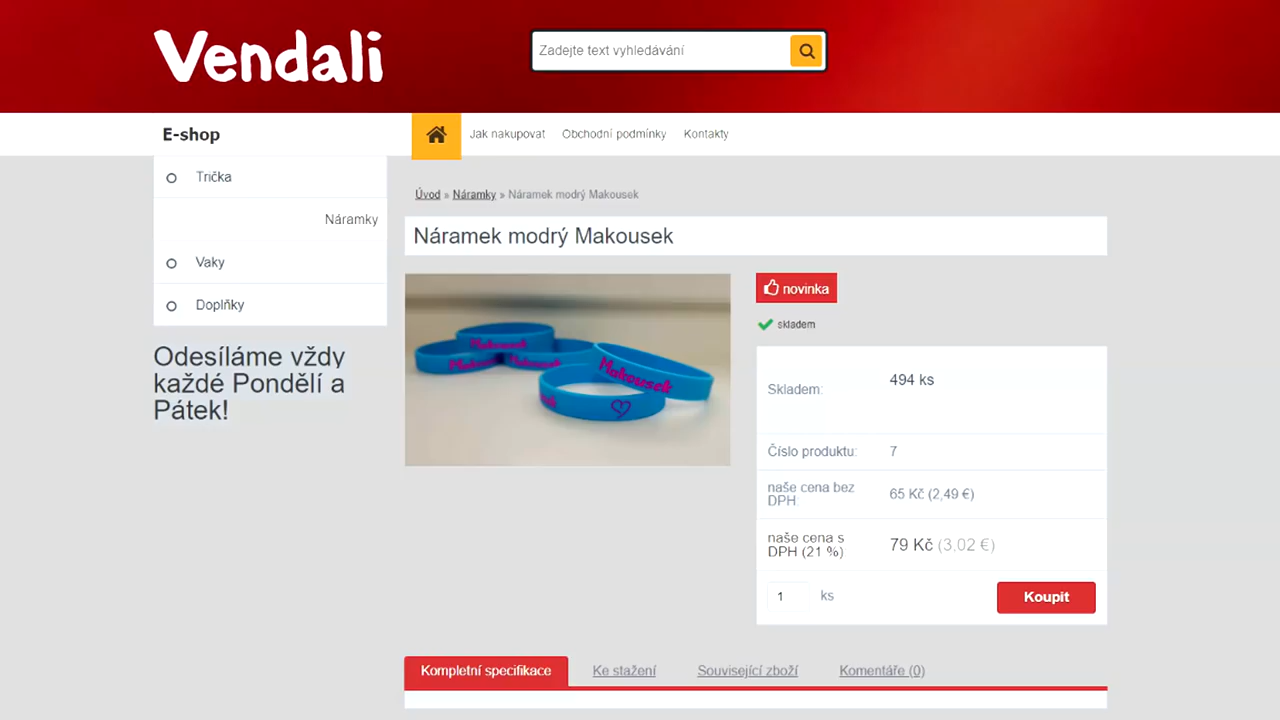 Vendali
Zadejte text vyhledávání
E-shop
Jak nakupovat
Obchodní podmínky
Kontakty
Trička
Náramky
Vaky
Doplňky
Odesíláme vždy
každé Pondělí a
Pátek!
Úvod » Náramky » Náramek modrý Makousek
Náramek modrý Makousek
Makousek
Makousek
Makousek
Makousek
novinka
skladem
Skladem:
494 ks
Číslo produktu:
7
naše cena bez
DPH:
65 Kč (2,49 €)
naše cena s
DPH (21 %)
79 Kč (3,02 €)
1 ks
Koupit
Kompletní specifikace
Ke stažení
Související zboží
Komentáře (0)